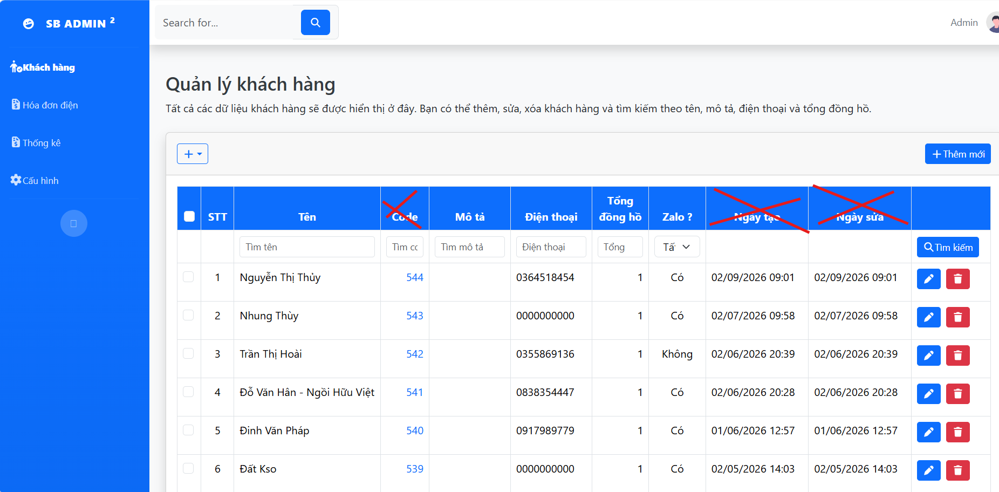 SB ADMIN 2
Search for...
Admin
Khách hàng
Hóa đơn điện
Thống kê
Cấu hình
Quản lý khách hàng
Tất cả các dữ liệu khách hàng sẽ được hiển thị ở đây. Bạn có thể thêm, sửa, xóa khách hàng và tìm kiếm theo tên, mô tả, điện thoại và tổng đồng hồ.
Thêm mới
STT Tên Code Mô tả Điện thoại Tổng đồng hồ Zalo ? Ngày tạo Ngày sửa
Tìm tên Tìm cc Tìm mô tả Điện thoại Tổng Tấ Tìm kiếm
1 Nguyễn Thị Thủy 544 0364518454 1 Có 02/09/2026 09:01 02/09/2026 09:01
2 Nhung Thùy 543 0000000000 1 Có 02/07/2026 09:58 02/07/2026 09:58
3 Trần Thị Hoài 542 0355869136 1 Không 02/06/2026 20:39 02/06/2026 20:39
4 Đỗ Văn Hân - Ngồi Hữu Việt 541 0838354447 1 Có 02/06/2026 20:28 02/06/2026 20:28
5 Đinh Văn Pháp 540 0917989779 1 Có 01/06/2026 12:57 01/06/2026 12:57
6 Đất Kso 539 0000000000 1 Có 02/05/2026 14:03 02/05/2026 14:03